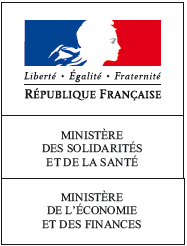 Liberté • Égalité • Fraternité
RÉPUBLIQUE FRANÇAISE
MINISTÈRE
DES SOLIDARITÉS
ET DE LA SANTÉ
MINISTÈRE
DE L'ÉCONOMIE
ET DES FINANCES